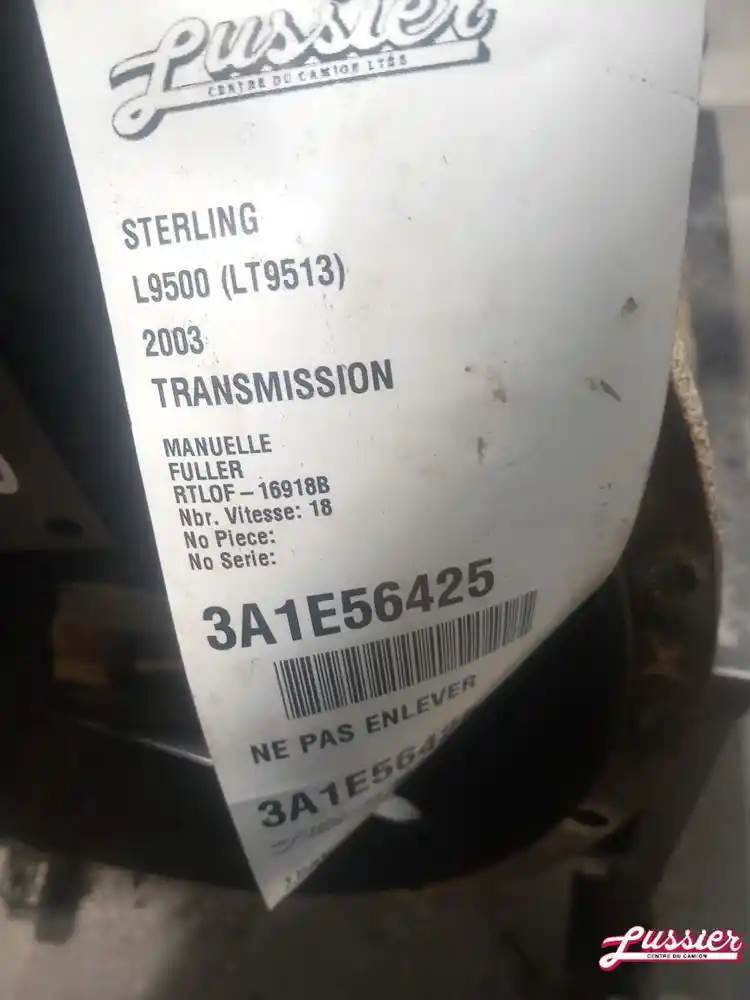 Lussier
CENTRE DU CAMION LTÉE
STERLING
L9500 (LT9513)
2003
TRANSMISSION
MANUELLE
FULLER
RTLOF-16918B
Nbr. Vitesse: 18
No Piece:
No Serie:
3A1E56425
NE PAS ENLEVER
3A1E564
Lussier
CENTRE DU CAMION